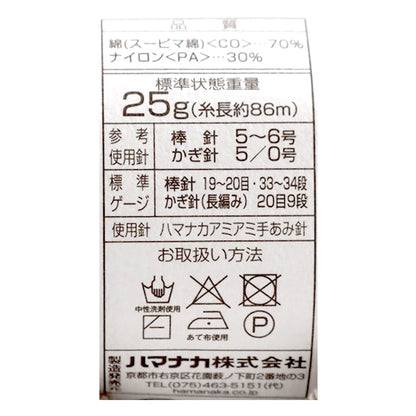 品質
綿(スーピマ綿)<CO>…70%
ナイロン<PA>…30%
標準状態重量
25g(糸長約86m)
参考使用針 棒針 5〜6号
かぎ針 5/0号
標準ゲージ 棒針 19〜20目・33〜34段
かぎ針(長編み) 20目9段
使用針 ハマナカアミアミ手あみ針
お取扱い方法
中性洗剤使用
あて布使用
P
製造発売元 ハマナカ株式会社
京都市右京区花園薮ノ下町2番地の3
TEL(075)463-5151(代)
hamanaka.co.jp